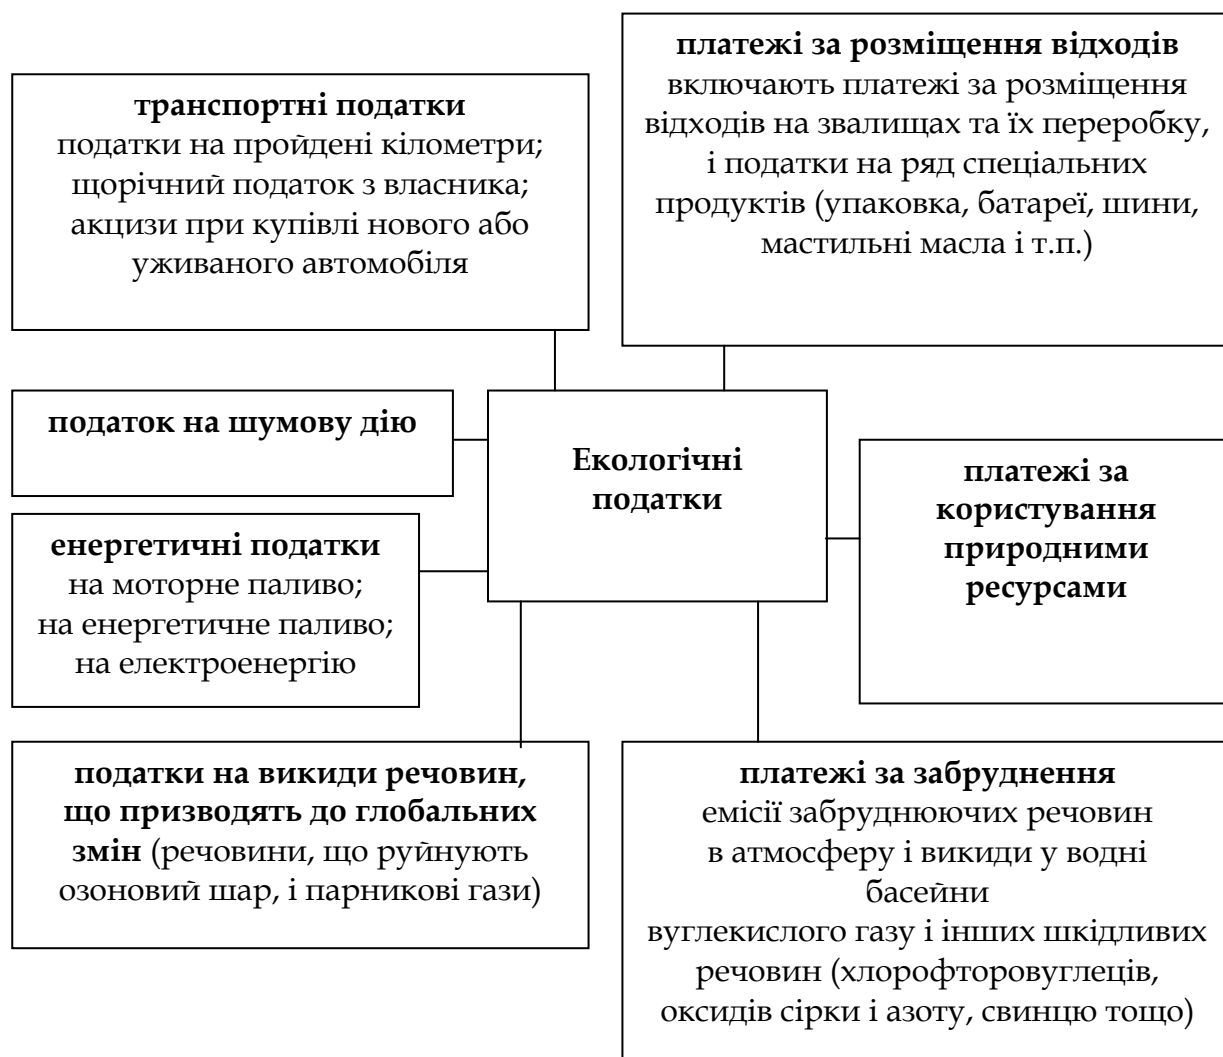 транспортні податки
податки на пройдені кілометри;
щорічний податок з власника;
акцизи при купівлі нового або
уживаного автомобіля
платежі за розміщення відходів
включають платежі за розміщення
відходів на звалищах та їх переробку,
і податки на ряд спеціальних
продуктів (упаковка, батареї, шини,
мастильні масла і т.п.)
податок на шумову дію
Екологічні
податки
платежі за
користування
природними
ресурсами
енергетичні податки
на моторне паливо;
на енергетичне паливо;
на електроенергію
податки на викиди речовин,
що призводять до глобальних
змін (речовини, що руйнують
озоновий шар, і парникові гази)
платежі за забруднення
емісії забруднюючих речовин
в атмосферу і викиди у водні
басейни
вуглекислого газу і інших шкідливих
речовин (хлорофторовуглеців,
оксидів сірки і азоту, свинцю тощо)